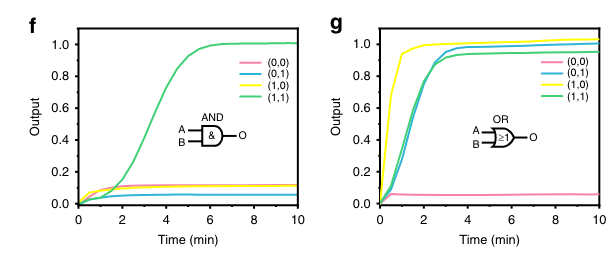 f
Output
1.0
0.8
0.6
0.4
0.2
0.0
(0,0)
(0,1)
(1,0)
(1,1)
AND
A
B
&
O
0 2 4 6 8 10
Time (min)
g
Output
1.0
0.8
0.6
0.4
0.2
0.0
(0,0)
(0,1)
(1,0)
(1,1)
OR
A
B
≥1
O
0 2 4 6 8 10
Time (min)